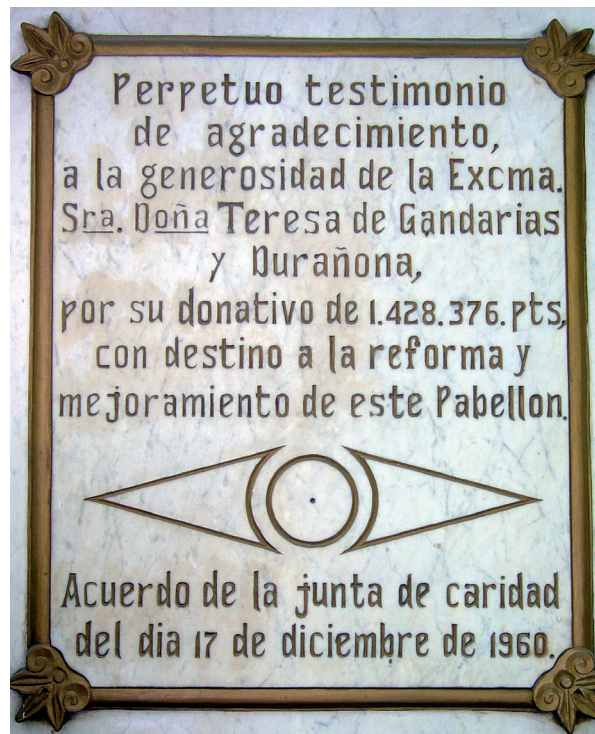 Perpetuo testimonio
de agradecimiento,
a la generosidad de la Excma.
Sra. Doña Teresa de Gandarias
y Durañona,
por su donativo de 1.428.376. pts,
con destino a la reforma y
mejoramiento de este Pabellon.
Acuerdo de la junta de caridad
del dia 17 de diciembre de 1960.